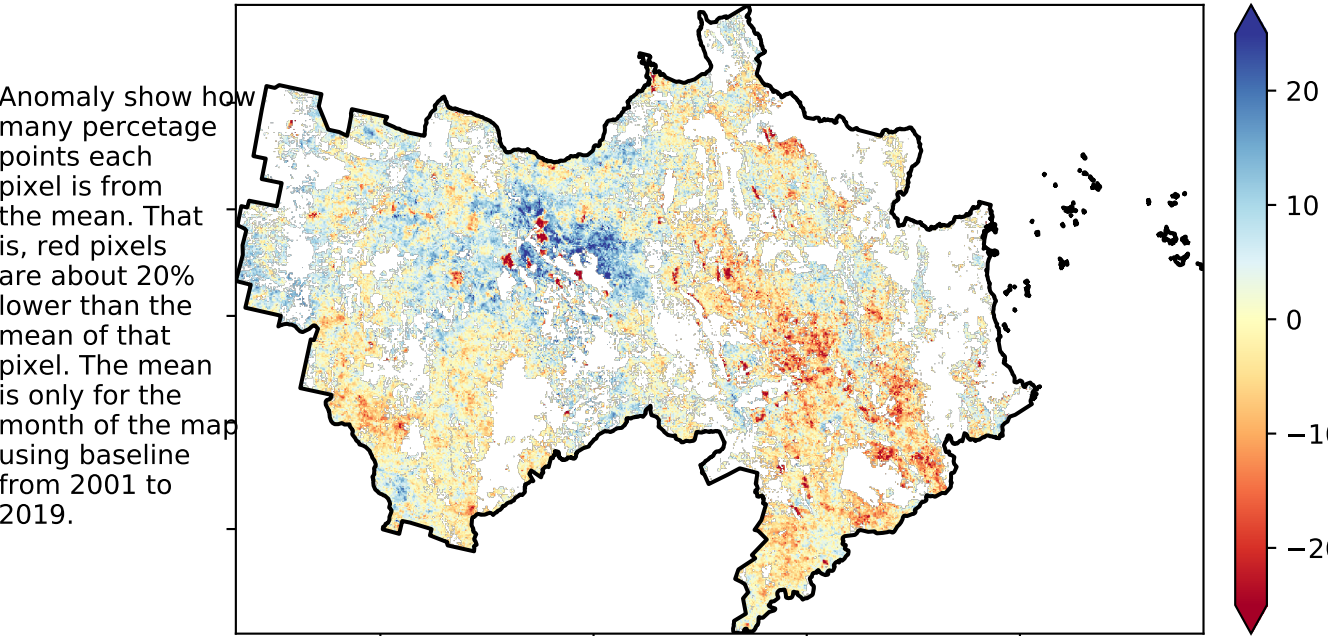 Anomaly show how
many percetage
points each
pixel is from
the mean. That
is, red pixels
are about 20%
lower than the
mean of that
pixel. The mean
is only for the
month of the map
using baseline
from 2001 to
2019.
20
10
0
−10
−20